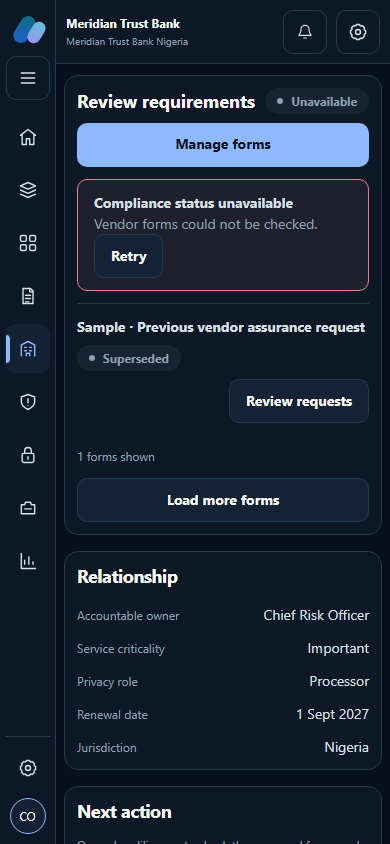 Meridian Trust Bank
Meridian Trust Bank Nigeria
Review requirements
Unavailable
Manage forms
Compliance status unavailable
Vendor forms could not be checked.
Retry
Sample · Previous vendor assurance request
Superseded
Review requests
1 forms shown
Load more forms
Relationship
Accountable owner
Chief Risk Officer
Service criticality
Important
Privacy role
Processor
Renewal date
1 Sept 2027
Jurisdiction
Nigeria
Next action
CO